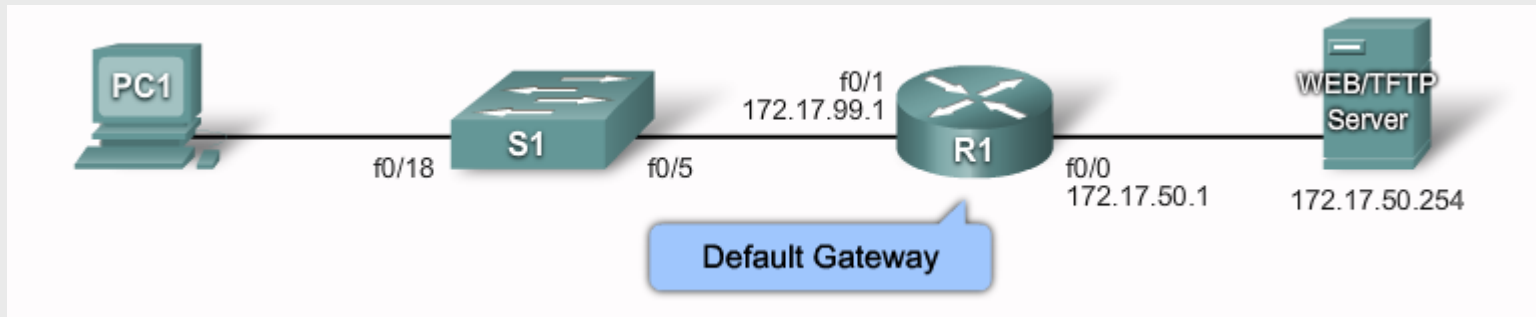 PC1
f0/18
S1
f0/5
f0/1
172.17.99.1
R1
f0/0
172.17.50.1
WEB/TFTP
Server
172.17.50.254
Default Gateway